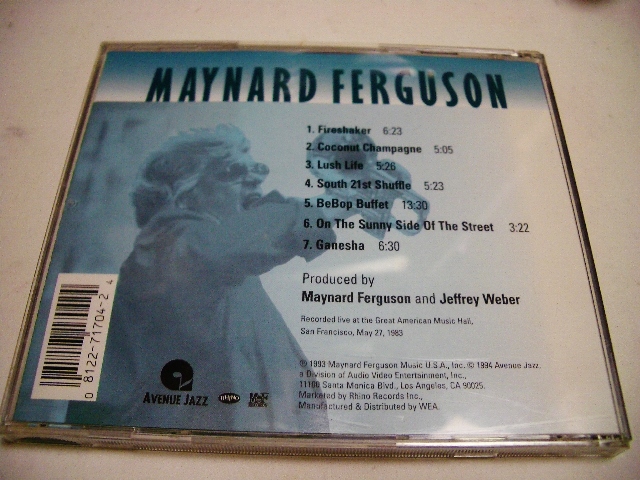 MAYNARD FERGUSON
1. Fireshaker 6:23
2. Coconut Champagne 5:05
3. Lush Life 5:26
4. South 21st Shuffle 5:23
5. BeBop Buffet 13:30
6. On The Sunny Side Of The Street 3:22
7. Ganesha 6:30
Produced by
Maynard Ferguson and Jeffrey Weber
Recorded live at the Great American Music Hall,
San Francisco, May 27, 1983
℗ 1993 Maynard Ferguson Music U.S.A., Inc. © 1994 Avenue Jazz.
a Division of Audio Video Entertainment, Inc.,
11100 Santa Monica Blvd., Los Angeles, CA 90025.
Marketed by Rhino Records Inc.,
Manufactured & Distributed by WEA.
0 8122-71704-2 4
AVENUE JAZZ
RHINO